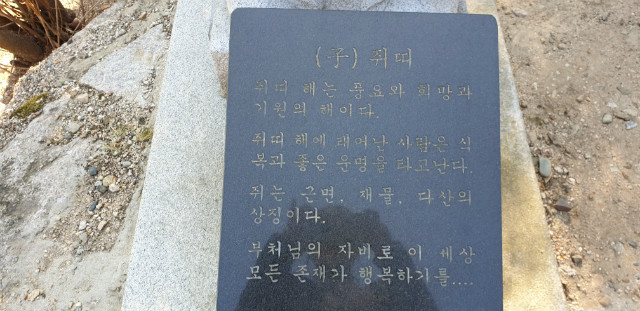 (子) 쥐띠
쥐띠 해는 풍요와 희망과
기원의 해이다.
쥐띠 해에 태여난 사람은 식
복과 좋은 운명을 타고난다.
쥐는 근면, 재물, 다산의
상징이다.
부처님의 자비로 이 세상
모든 존재가 행복하기를....